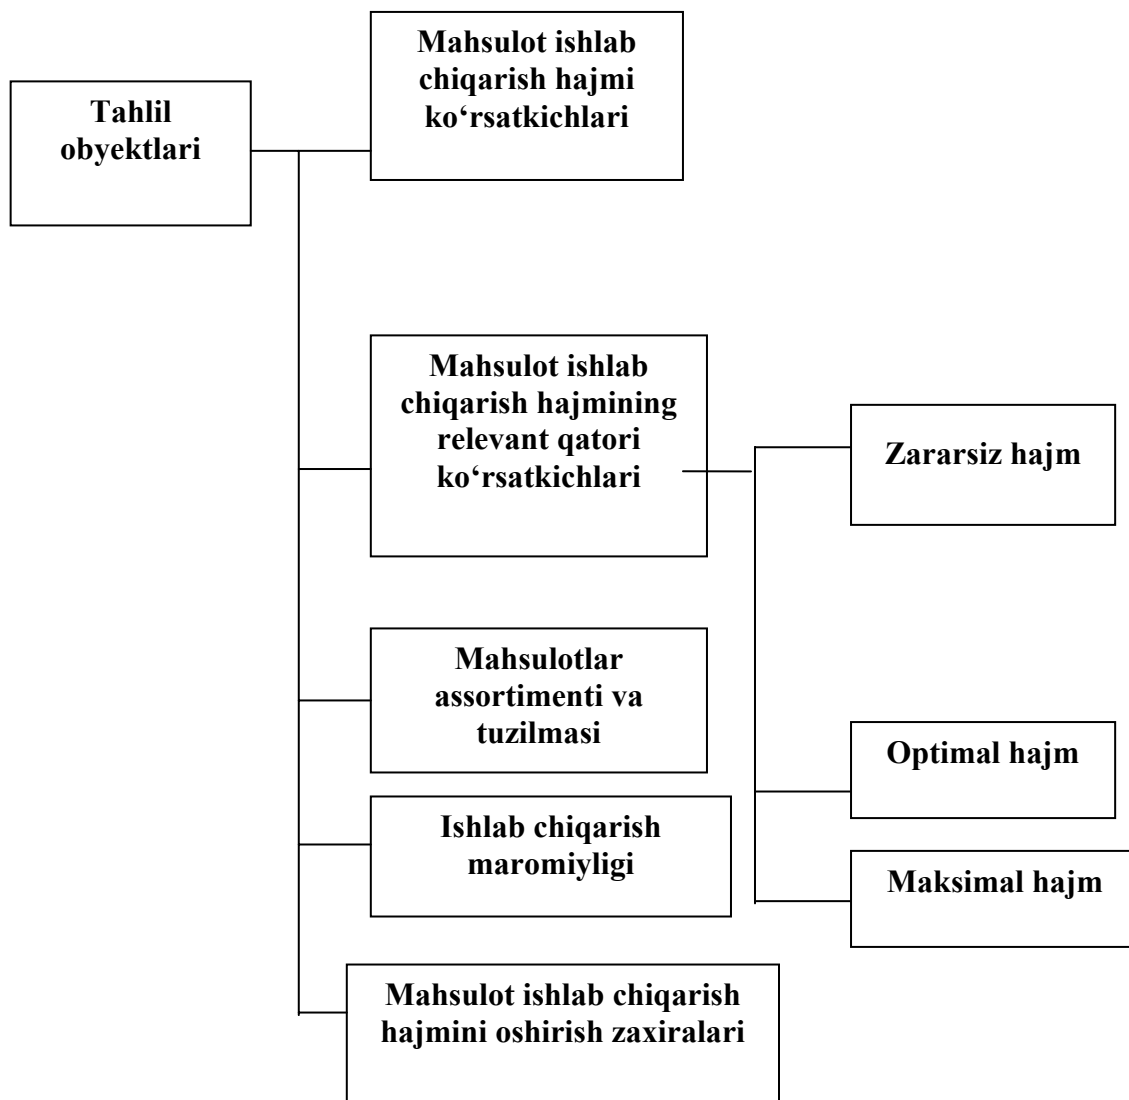 Tahlil
obyektlari
Mahsulot ishlab
chiqarish hajmi
ko‘rsatkichlari
Mahsulot ishlab
chiqarish hajmining
relevant qatori
ko‘rsatkichlari
Zararsiz hajm
Optimal hajm
Maksimal hajm
Mahsulotlar
assortimenti va
tuzilmasi
Ishlab chiqarish
maromiyligi
Mahsulot ishlab chiqarish
hajmini oshirish zaxiralari